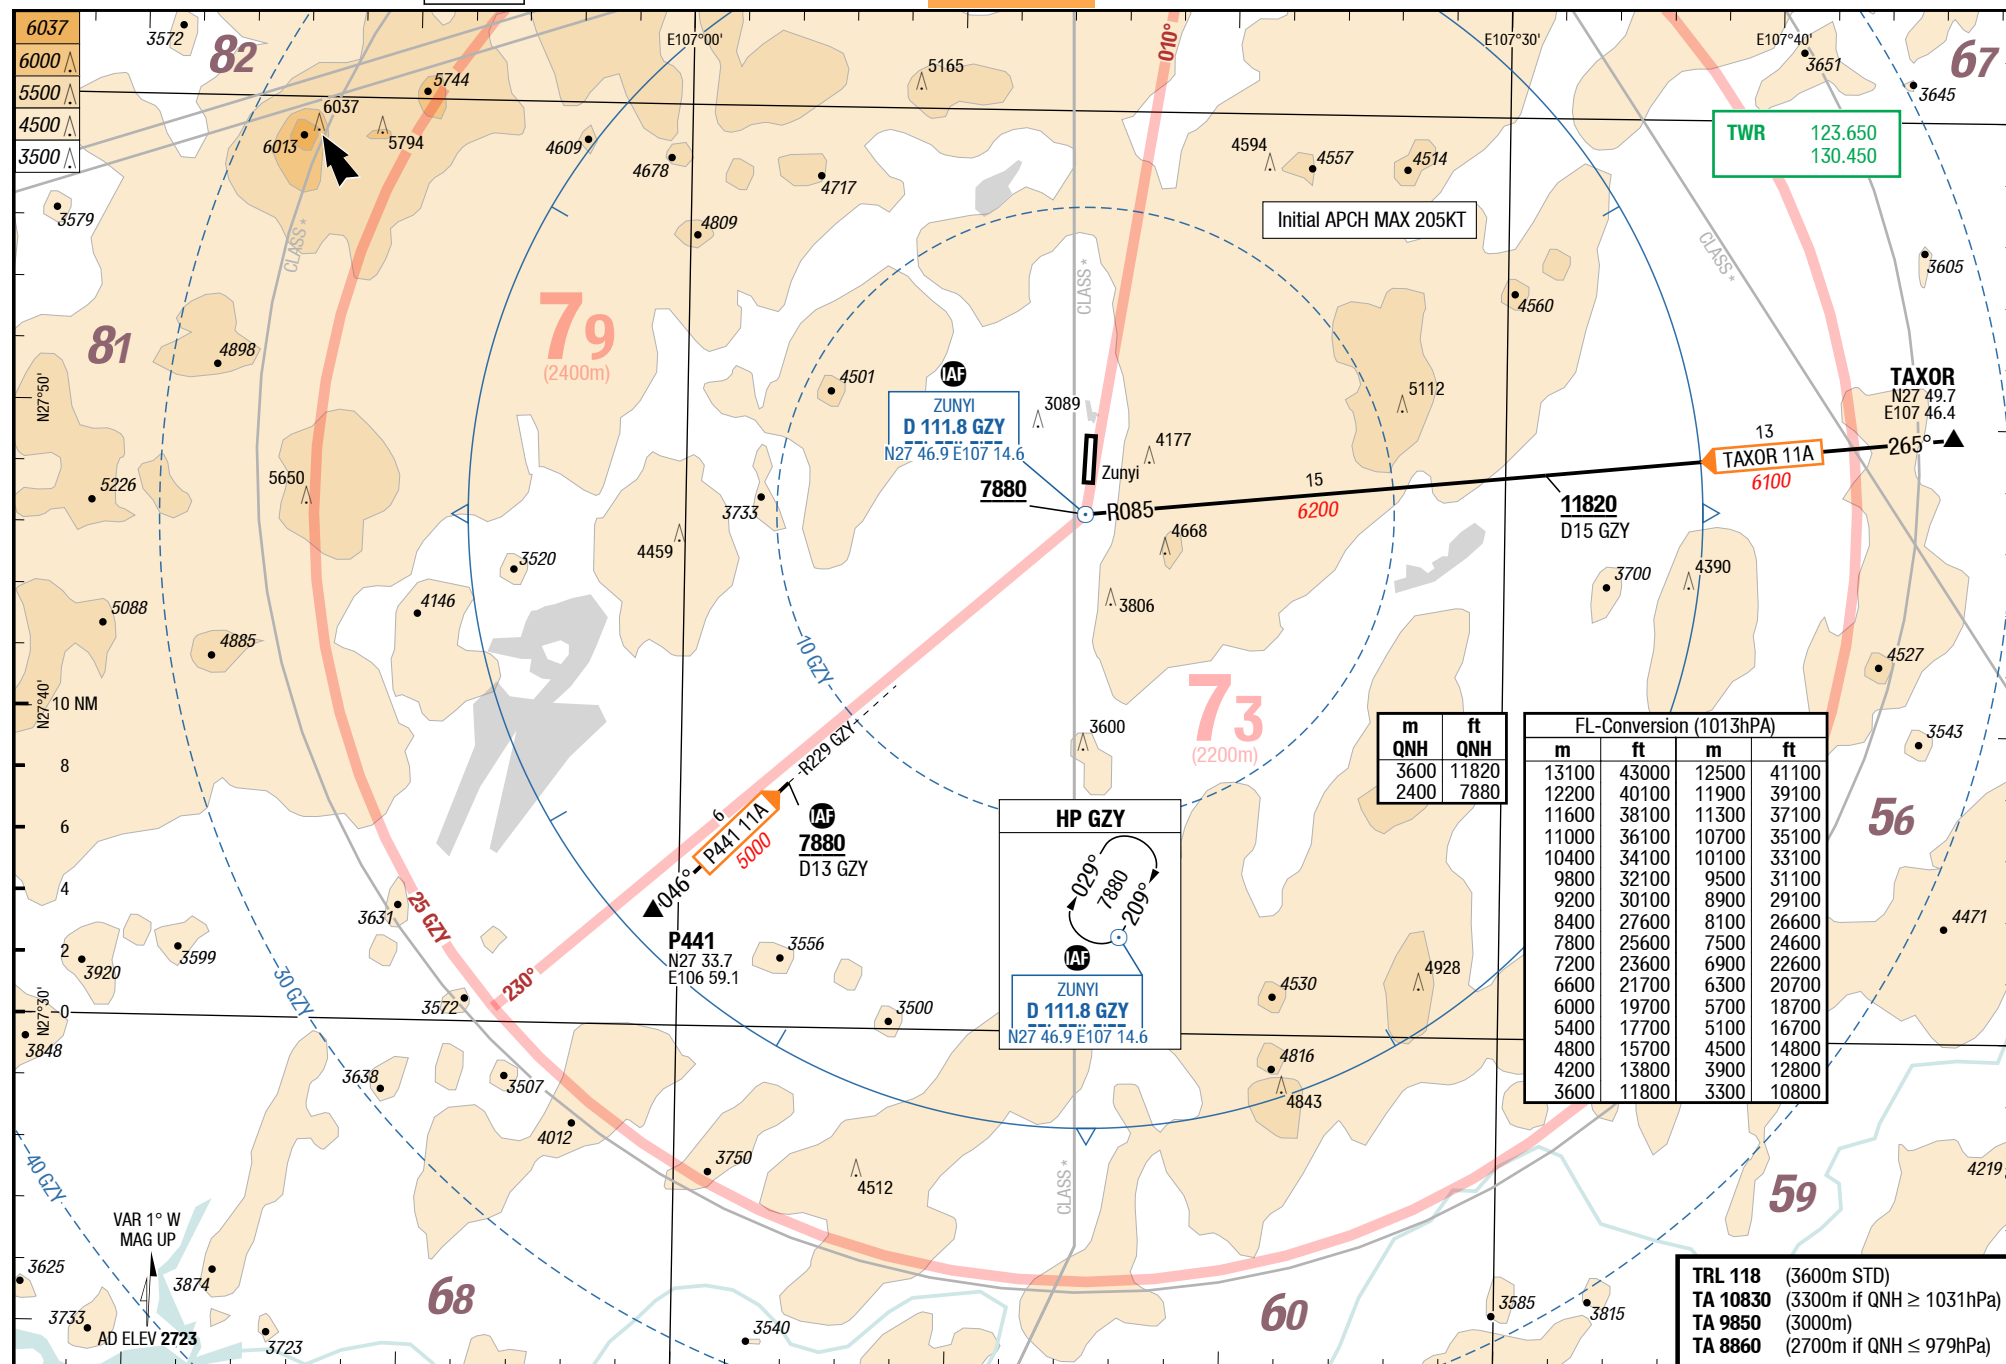 6037
6000
5500
4500
3500
3572
82
E107°00'
5165
010°
E107°30'
E107°40'
3651
67
3645
5744
6037
6013
5794
4609
4678
4717
4594
4557
4514
TWR 123.650
130.450
3579
CLASS *
4809
Initial APCH MAX 205KT
CLASS *
CLASS *
3605
4560
81
79
(2400m)
4898
N27°50'
4501
IAF
ZUNYI
D 111.8 GZY
N27 46.9 E107 14.6
3089
4177
Zunyi
5112
TAXOR
N27 49.7
E107 46.4
13
TAXOR 11A
265°
6100
5226
5650
3733
7880
R085
15
6200
11820
D15 GZY
4459
3520
4668
3806
3700
4390
5088
4885
4146
10 GZY
4527
N27°40'
10 NM
8
6
4
2
0
73
(2200m)
3600
3543
R229 GZY
6
P441 11A
5000
046°
IAF
7880
D13 GZY
P441
N27 33.7
E106 59.1
m ft
QNH QNH
3600 11820
2400 7880
FL-Conversion (1013hPA)
m ft m ft
13100 43000 12500 41100
12200 40100 11900 39100
11600 38100 11300 37100
11000 36100 10700 35100
10400 34100 10100 33100
9800 32100 9500 31100
9200 30100 8900 29100
8400 27600 8100 26600
7800 25600 7500 24600
7200 23600 6900 22600
6600 21700 6300 20700
6000 19700 5700 18700
5400 17700 5100 16700
4800 15700 4500 14800
4200 13800 3900 12800
3600 11800 3300 10800
56
HP GZY
029°
7880
209°
IAF
ZUNYI
D 111.8 GZY
N27 46.9 E107 14.6
3631
25 GZY
230°
3572
3920
3599
30 GZY
N27°30'
3848
3556
3500
4530
4928
4471
3638
3507
4816
4843
4012
3750
4512
CLASS *
40 GZY
4219
59
VAR 1° W
MAG UP
3625
3874
3733
AD ELEV 2723
3723
68
3540
60
3585
3815
TRL 118 (3600m STD)
TA 10830 (3300m if QNH ≥ 1031hPa)
TA 9850 (3000m)
TA 8860 (2700m if QNH ≤ 979hPa)